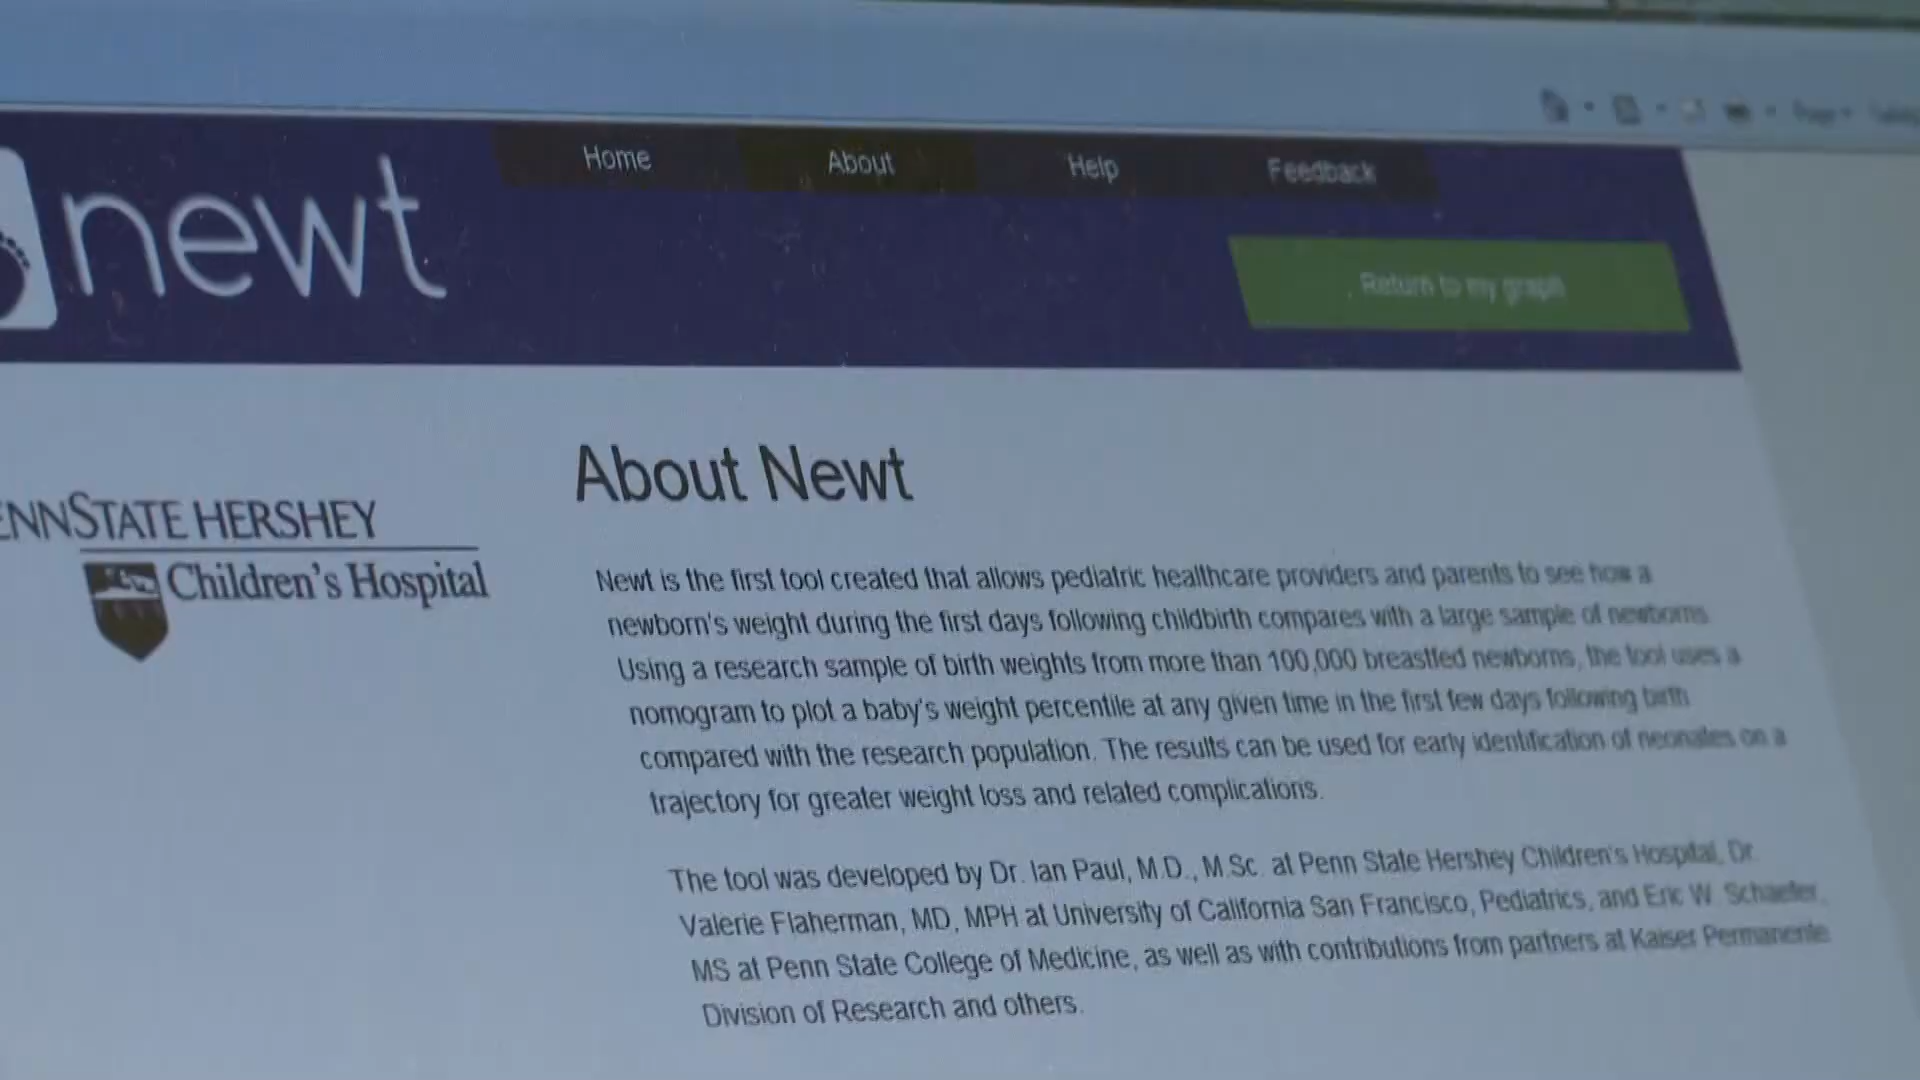 Home About Help Feedback
newt
Return to my graph
About Newt
ENNSTATE HERSHEY
Children's Hospital
Newt is the first tool created that allows pediatric healthcare providers and parents to see how a
newborn's weight during the first days following childbirth compares with a large sample of newborns.
Using a research sample of birth weights from more than 100,000 breastfed newborns, the tool uses a
nomogram to plot a baby's weight percentile at any given time in the first few days following birth
compared with the research population. The results can be used for early identification of neonates on a
trajectory for greater weight loss and related complications.
The tool was developed by Dr. Ian Paul, M.D., M.Sc. at Penn State Hershey Children's Hospital, Dr.
Valerie Flaherman, MD, MPH at University of California San Francisco, Pediatrics, and Eric W. Schaefer,
MS at Penn State College of Medicine, as well as with contributions from partners at Kaiser Permanente
Division of Research and others.